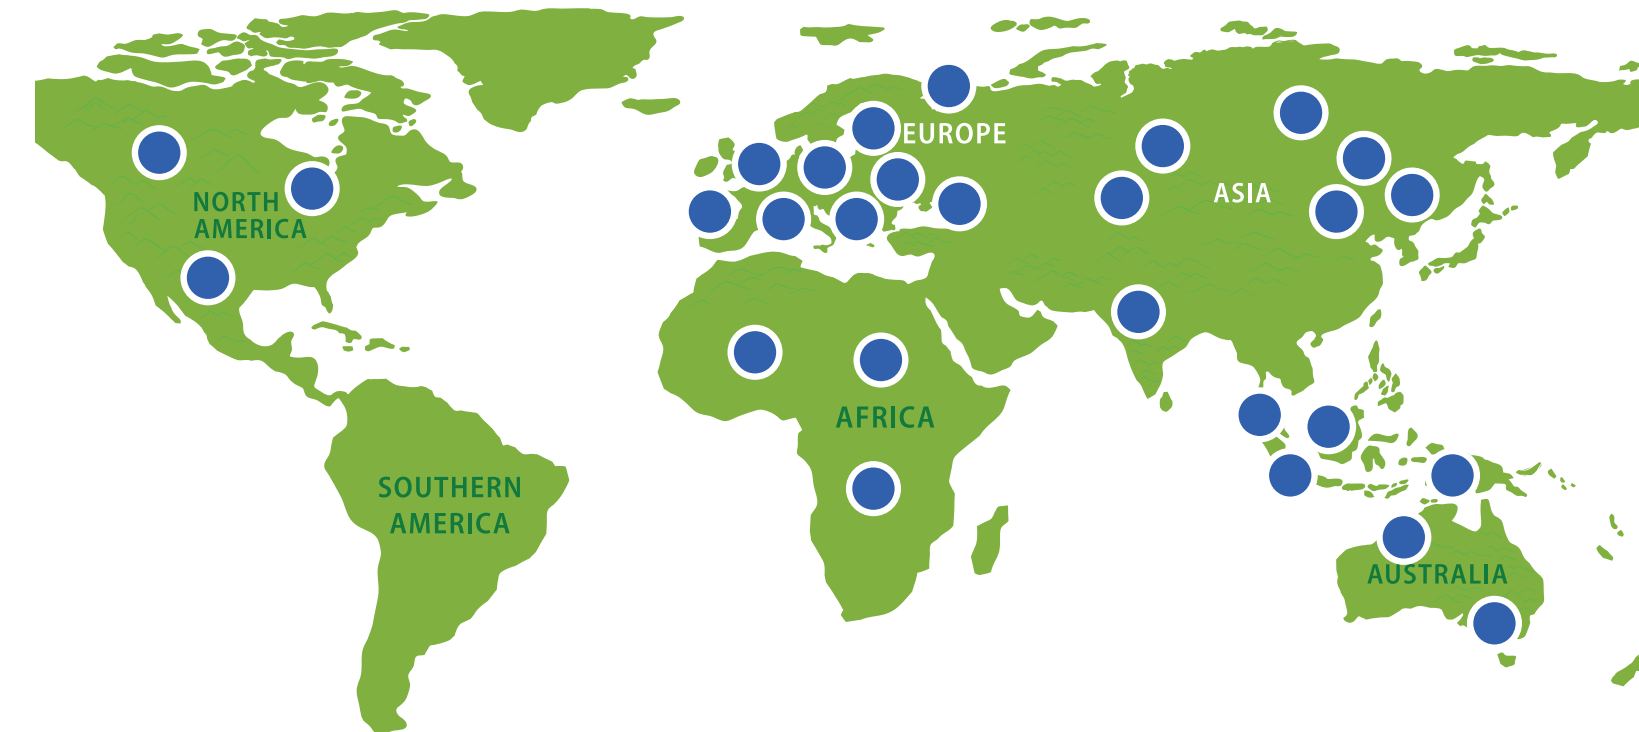 EUROPE
ASIA
NORTH
AMERICA
AFRICA
SOUTHERN
AMERICA
AUSTRALIA